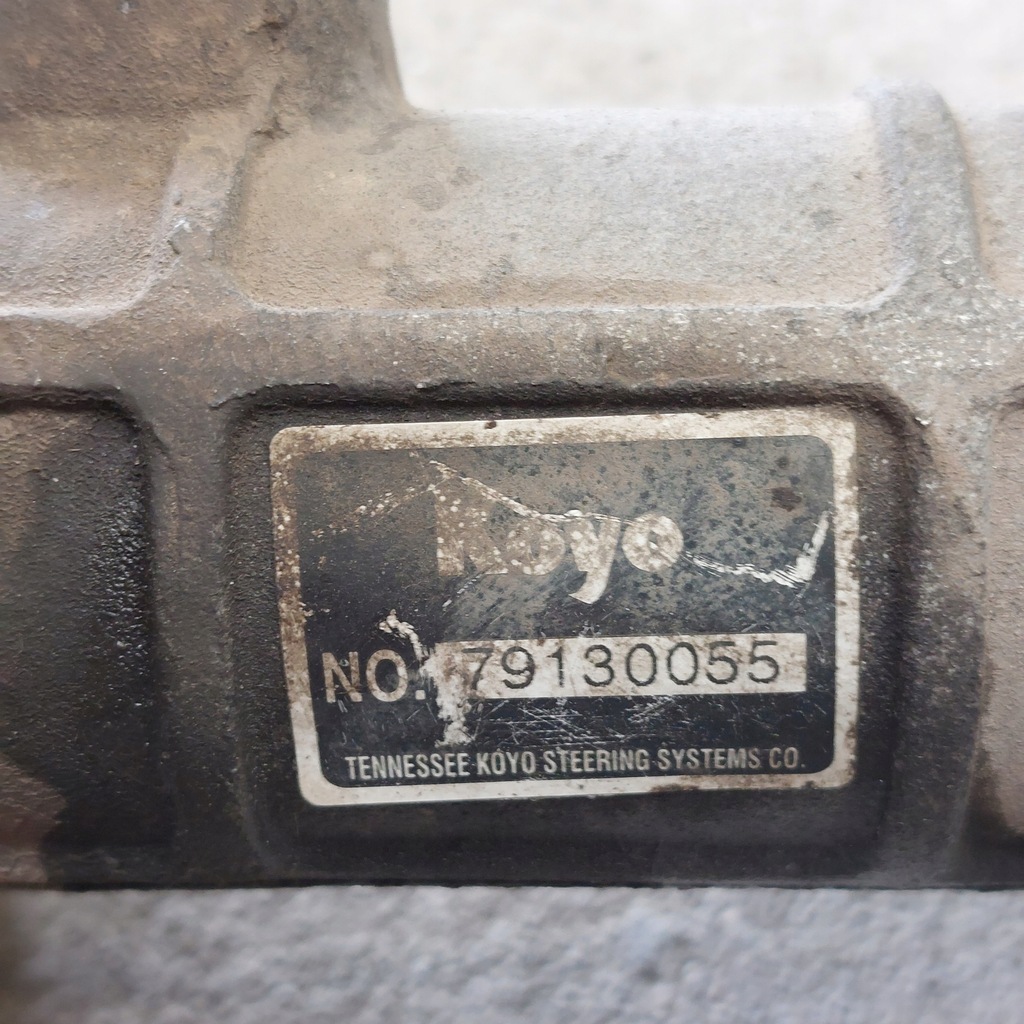 Koyo
NO. 79130055
TENNESSEE KOYO STEERING SYSTEMS CO.